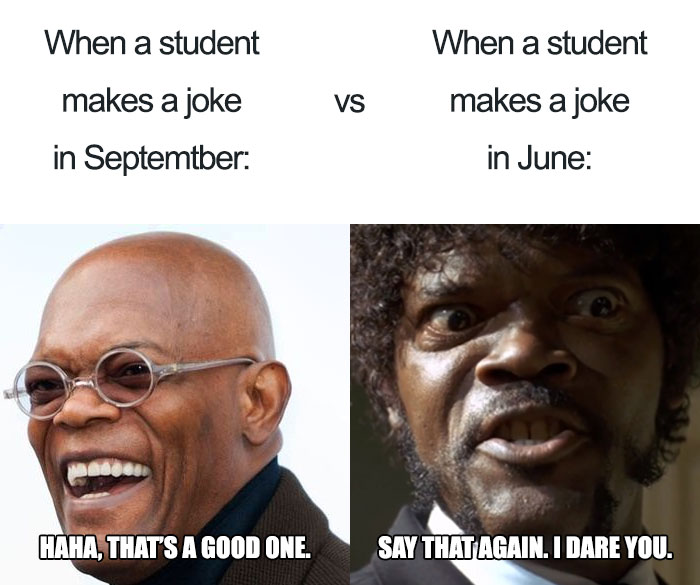 When a student
makes a joke
in Septemtber:
vs
When a student
makes a joke
in June:
HAHA, THAT'S A GOOD ONE.
SAY THAT AGAIN. I DARE YOU.